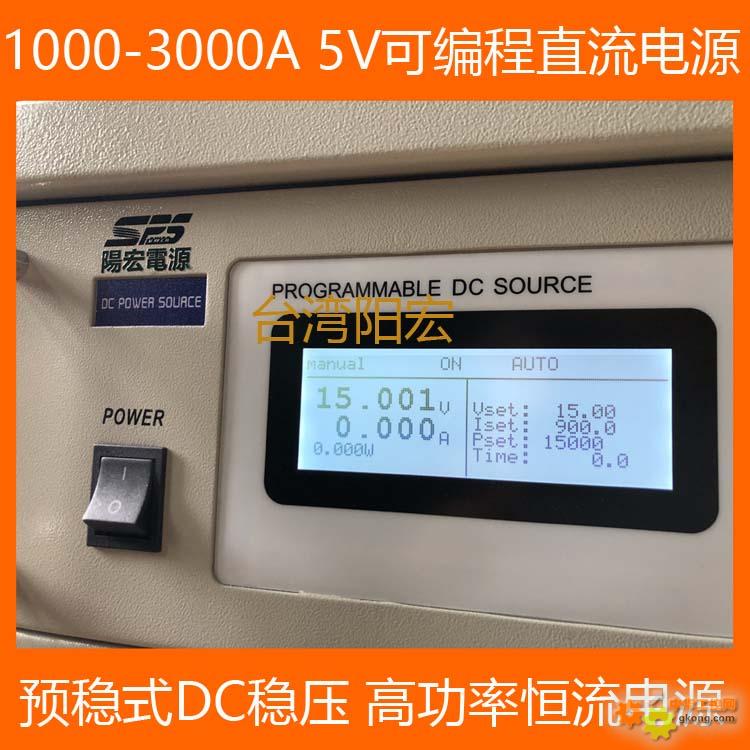 1000-3000A 5V可编程直流电源
SPS
陽宏電源
DC POWER SOURCE
PROGRAMMABLE DC SOURCE
台湾阳宏
manual ON AUTO
15.001V
0.000A
0.000W
Vset: 15.00
Iset: 900.0
Pset: 15000
Time: 0.0
POWER
预稳式DC稳压 高功率恒流电源
gkong.com